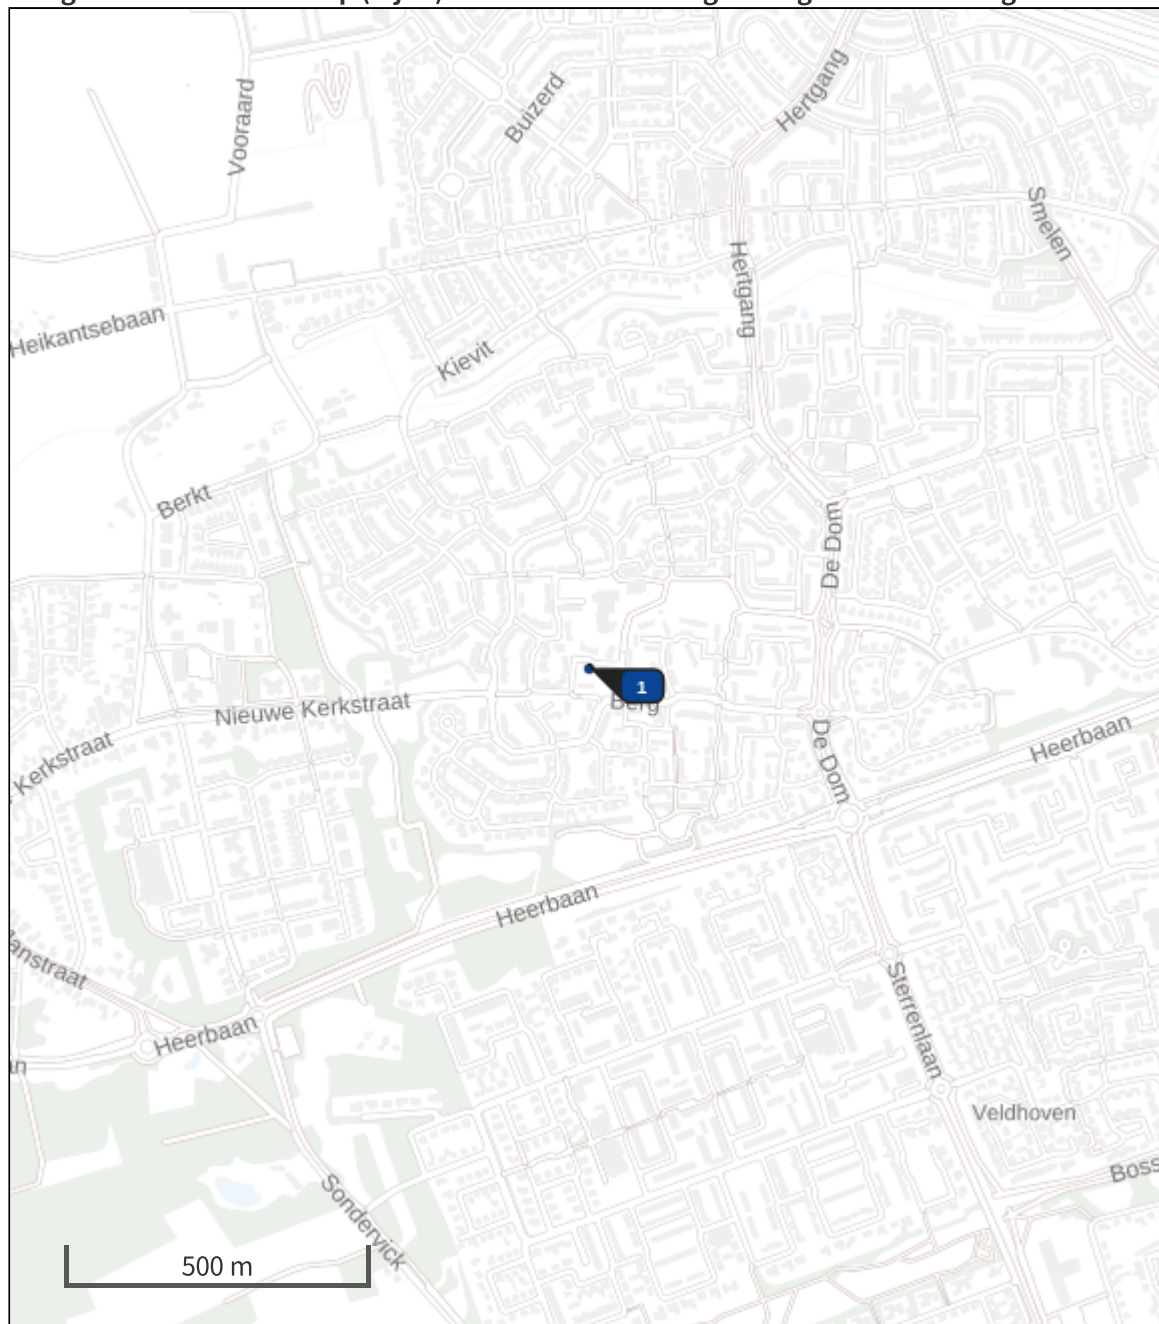 Hertgang
Buizerd
Vooraard
Smelen
Hertgang
Heikantsebaan
Kievit
Berkt
De Dom
1
Berg
Nieuwe Kerkstraat
Kerkstraat
De Dom
Heerbaan
Heerbaan
anstraat
Sterrenlaan
Heerbaan
Veldhoven
Boss
Sondervick
500 m